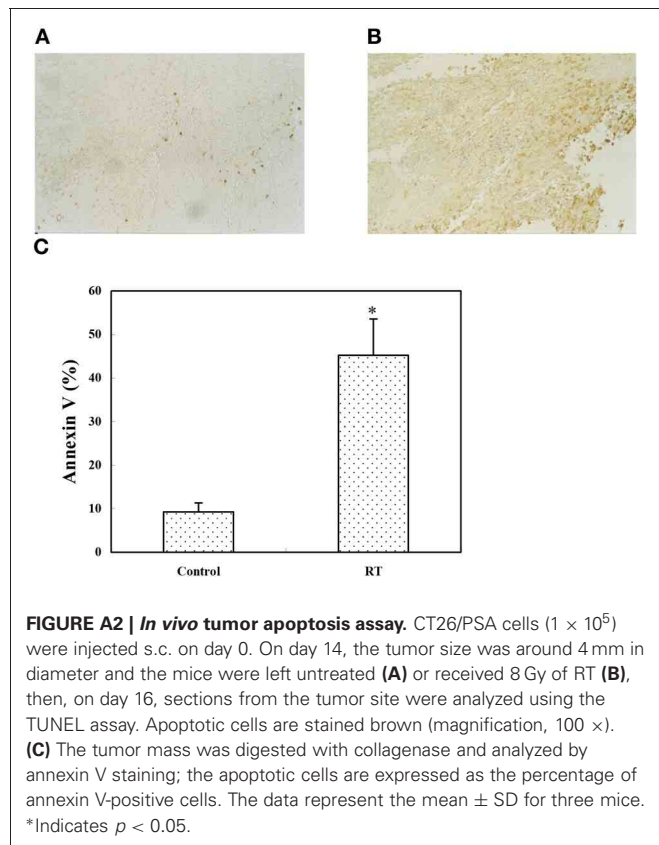 A
B
C
60
50
40
30
20
10
0
Annexin V (%)
*
Control
RT
FIGURE A2 | In vivo tumor apoptosis assay. CT26/PSA cells (1 × 10⁵)
were injected s.c. on day 0. On day 14, the tumor size was around 4 mm in
diameter and the mice were left untreated (A) or received 8 Gy of RT (B),
then, on day 16, sections from the tumor site were analyzed using the
TUNEL assay. Apoptotic cells are stained brown (magnification, 100 ×).
(C) The tumor mass was digested with collagenase and analyzed by
annexin V staining; the apoptotic cells are expressed as the percentage of
annexin V-positive cells. The data represent the mean ± SD for three mice.
*Indicates p < 0.05.